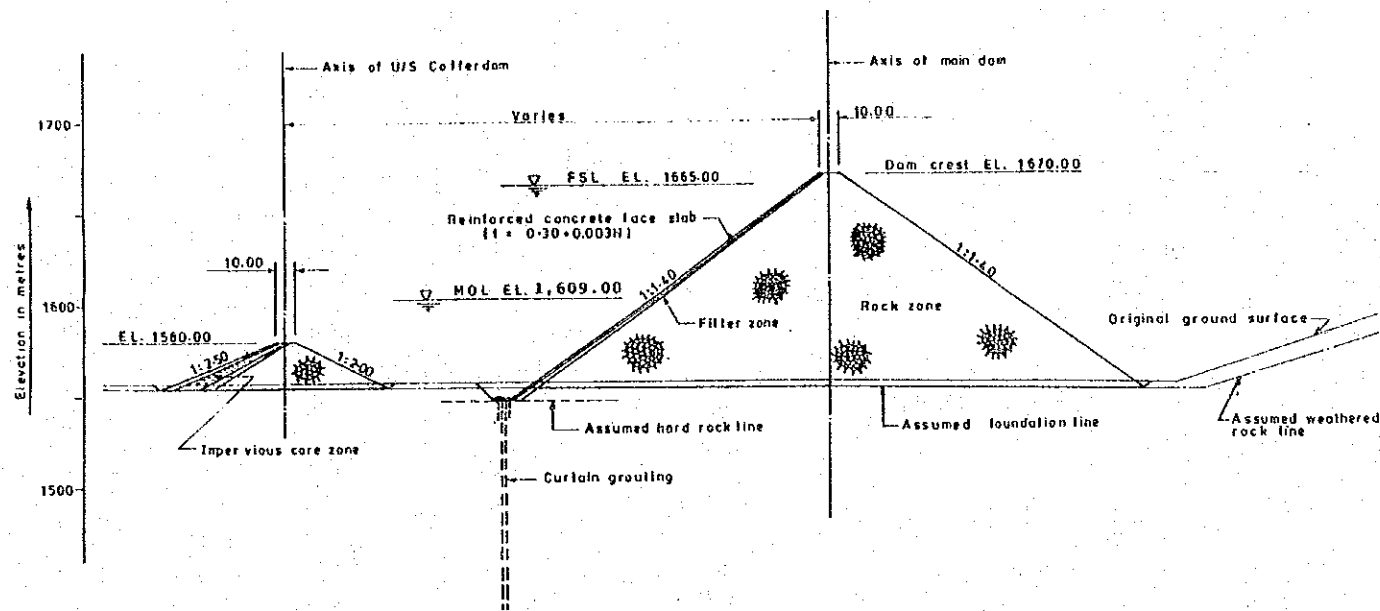 Axis of U/S Cofferdam
Axis of main dam
1700
Varies
10.00
FSL EL. 1665.00
Dam crest EL. 1670.00
Reinforced concrete face slab
(t = 0.30+0.003H)
Elevation in metres
10.00
1:1.40
1:1.40
MOL EL. 1,609.00
1600
Rock zone
Filter zone
Original ground surface
EL. 1580.00
1:2.50
1:2.00
Assumed hard rock line
Assumed foundation line
Assumed weathered
rock line
Impervious core zone
Curtain grouting
1500